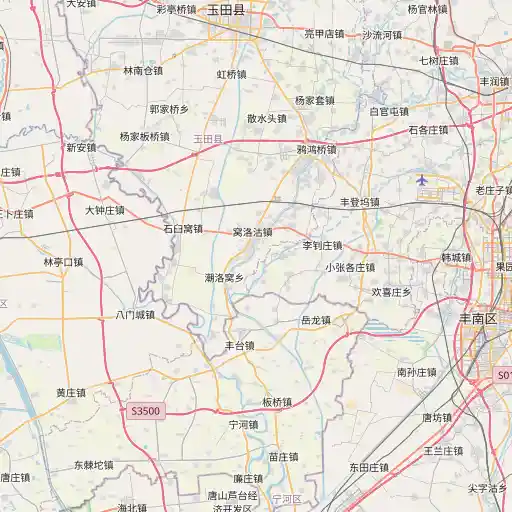 大安镇
彩亭桥镇
玉田县
杨官林镇
亮甲店镇
沙流河镇
七树庄镇
林南仓镇
虹桥镇
丰润镇
杨家套镇
郭家桥乡
白官屯镇
散水头镇
石各庄镇
杨家板桥镇
玉田县
新安镇
鸦鸿桥镇
庄镇
老庄子镇
丰登坞镇
大钟庄镇
卞庄镇
石臼窝镇
窝洛沽镇
李钊庄镇
韩城镇
林亭口镇
小张各庄镇
果园
潮洛窝乡
欢喜庄乡
区
八门城镇
岳龙镇
丰南区
丰台镇
南孙庄镇
S01
黄庄镇
板桥镇
S3500
唐坊镇
宁河镇
王兰庄镇
苗庄镇
东棘坨镇
东田庄镇
唐庄镇
廉庄镇
尖字沽乡
唐山芦台经
济开发区
宁河区
海北镇